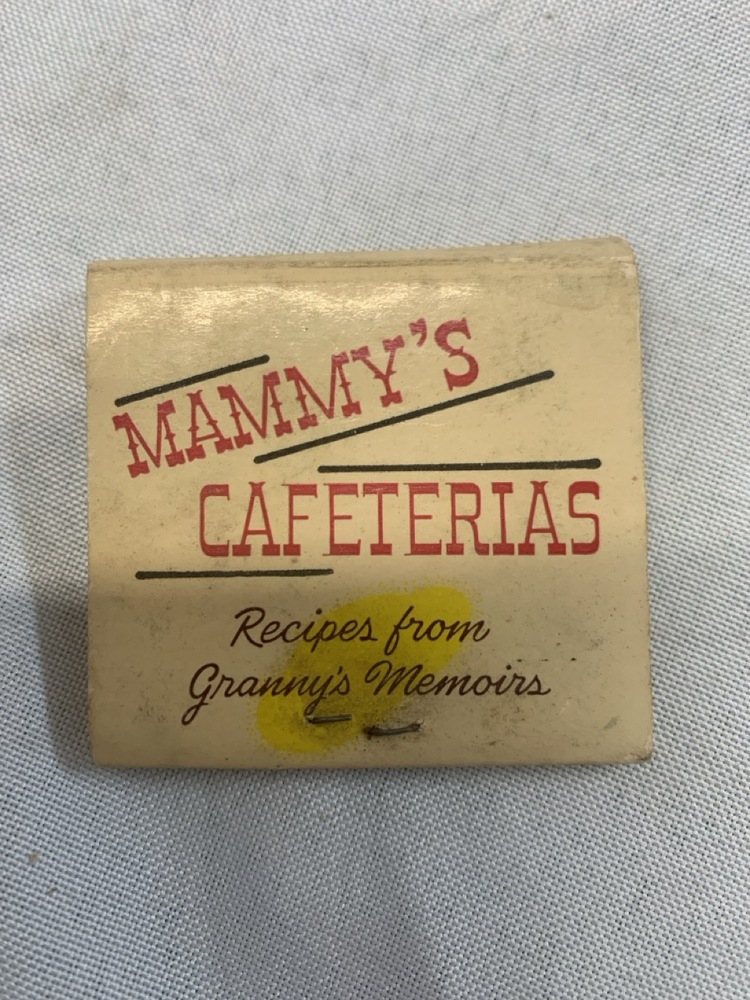 MAMMY'S
CAFETERIAS
Recipes from
Granny's Memoirs